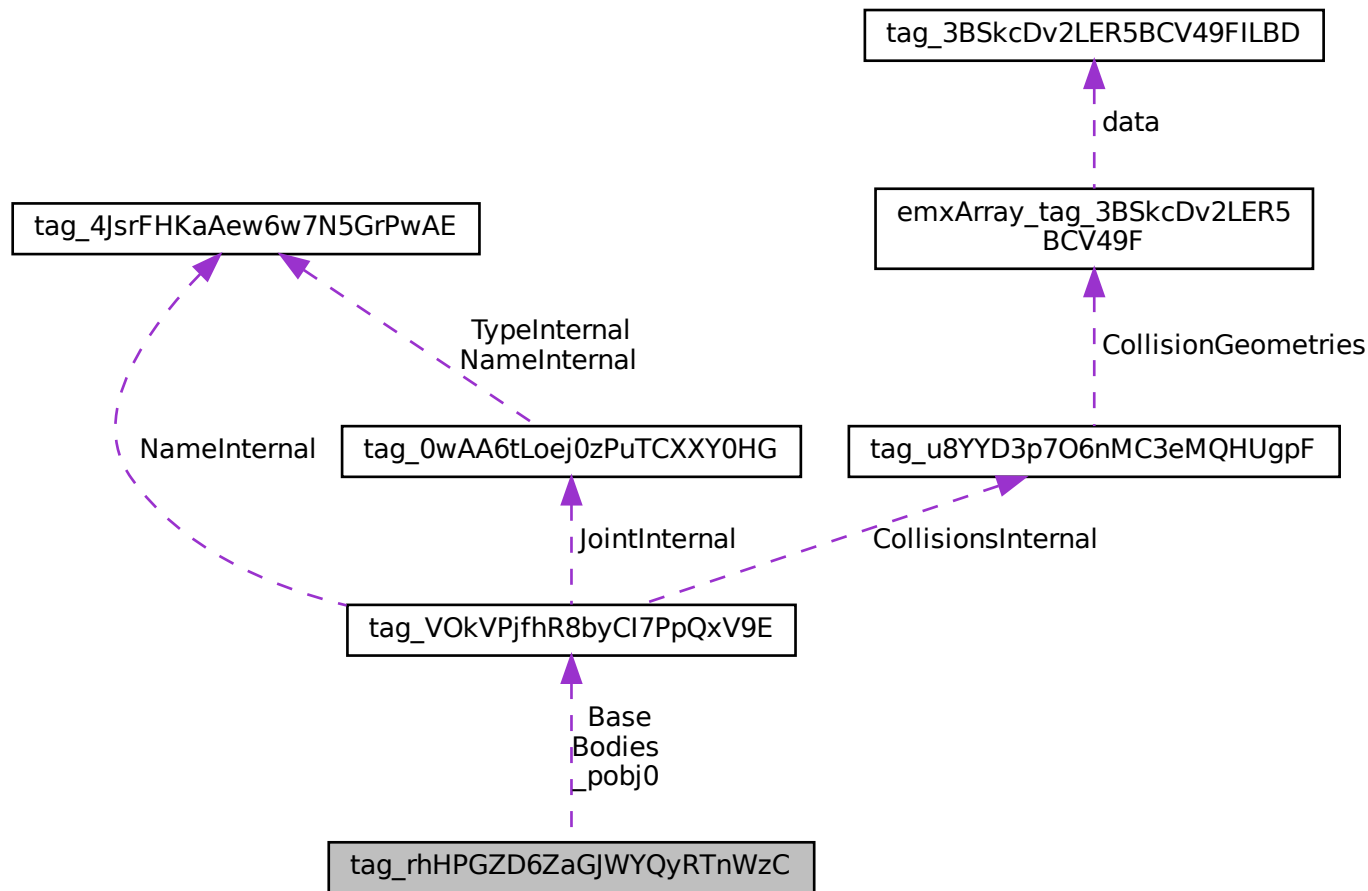 tag_3BSkcDv2LER5BCV49FILBD
data
tag_4JsrFHKaAew6w7N5GrPwAE
emxArray_tag_3BSkcDv2LER5
BCV49F
TypeInternal
NameInternal
CollisionGeometries
NameInternal
tag_0wAA6tLoej0zPuTCXXY0HG
tag_u8YYD3p7O6nMC3eMQHUgpF
JointInternal
CollisionsInternal
tag_VOkVPjfhR8byCI7PpQxV9E
Base
Bodies
_pobj0
tag_rhHPGZD6ZaGJWYQyRTnWzC